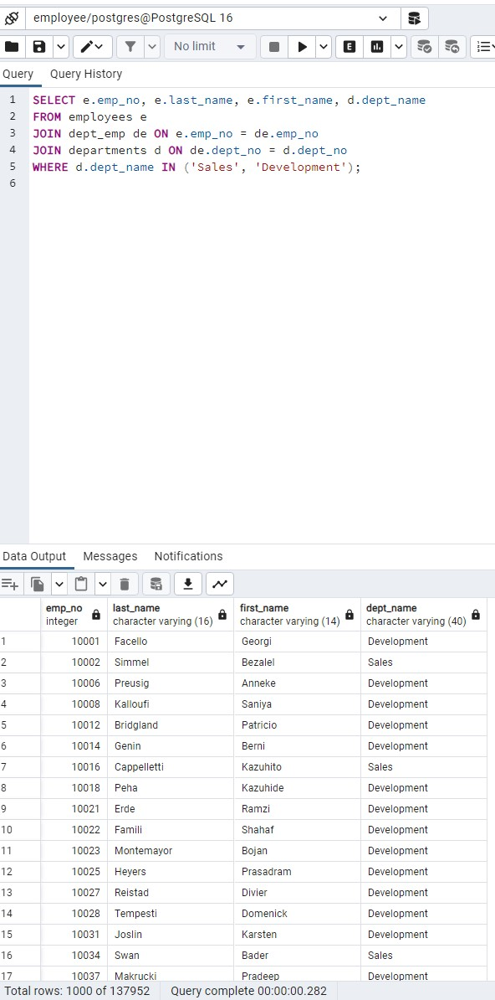 employee/postgres@PostgreSQL 16
No limit
E
Query Query History
1 SELECT e.emp_no, e.last_name, e.first_name, d.dept_name
2 FROM employees e
3 JOIN dept_emp de ON e.emp_no = de.emp_no
4 JOIN departments d ON de.dept_no = d.dept_no
5 WHERE d.dept_name IN ('Sales', 'Development');
6
Data Output Messages Notifications
emp_no last_name first_name dept_name
integer character varying (16) character varying (14) character varying (40)
1 10001 Facello Georgi Development
2 10002 Simmel Bezalel Sales
3 10006 Preusig Anneke Development
4 10008 Kalloufi Saniya Development
5 10012 Bridgland Patricio Development
6 10014 Genin Berni Development
7 10016 Cappelletti Kazuhito Sales
8 10018 Peha Kazuhide Development
9 10021 Erde Ramzi Development
10 10022 Famili Shahaf Development
11 10023 Montemayor Bojan Development
12 10025 Heyers Prasadram Development
13 10027 Reistad Divier Development
14 10028 Tempesti Domenick Development
15 10031 Joslin Karsten Development
16 10034 Swan Bader Sales
17 10037 Makrucki Pradeep Development
Total rows: 1000 of 137952 Query complete 00:00:00.282